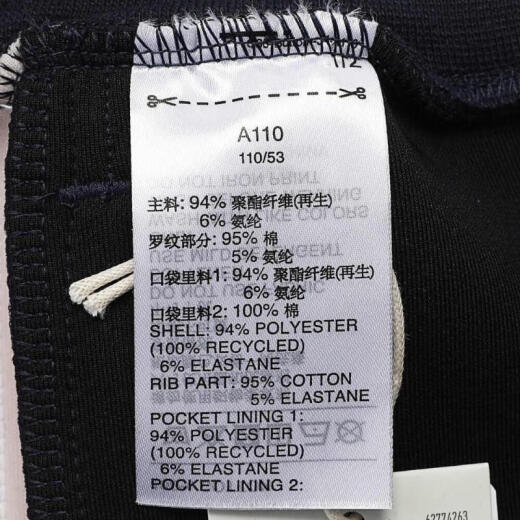 A110
110/53
主料: 94% 聚酯纤维(再生)
6% 氨纶
罗纹部分: 95% 棉
5% 氨纶
口袋里料1: 94% 聚酯纤维(再生)
6% 氨纶
口袋里料2: 100% 棉
SHELL: 94% POLYESTER
(100% RECYCLED)
6% ELASTANE
RIB PART: 95% COTTON
5% ELASTANE
POCKET LINING 1:
94% POLYESTER
(100% RECYCLED)
6% ELASTANE
POCKET LINING 2: